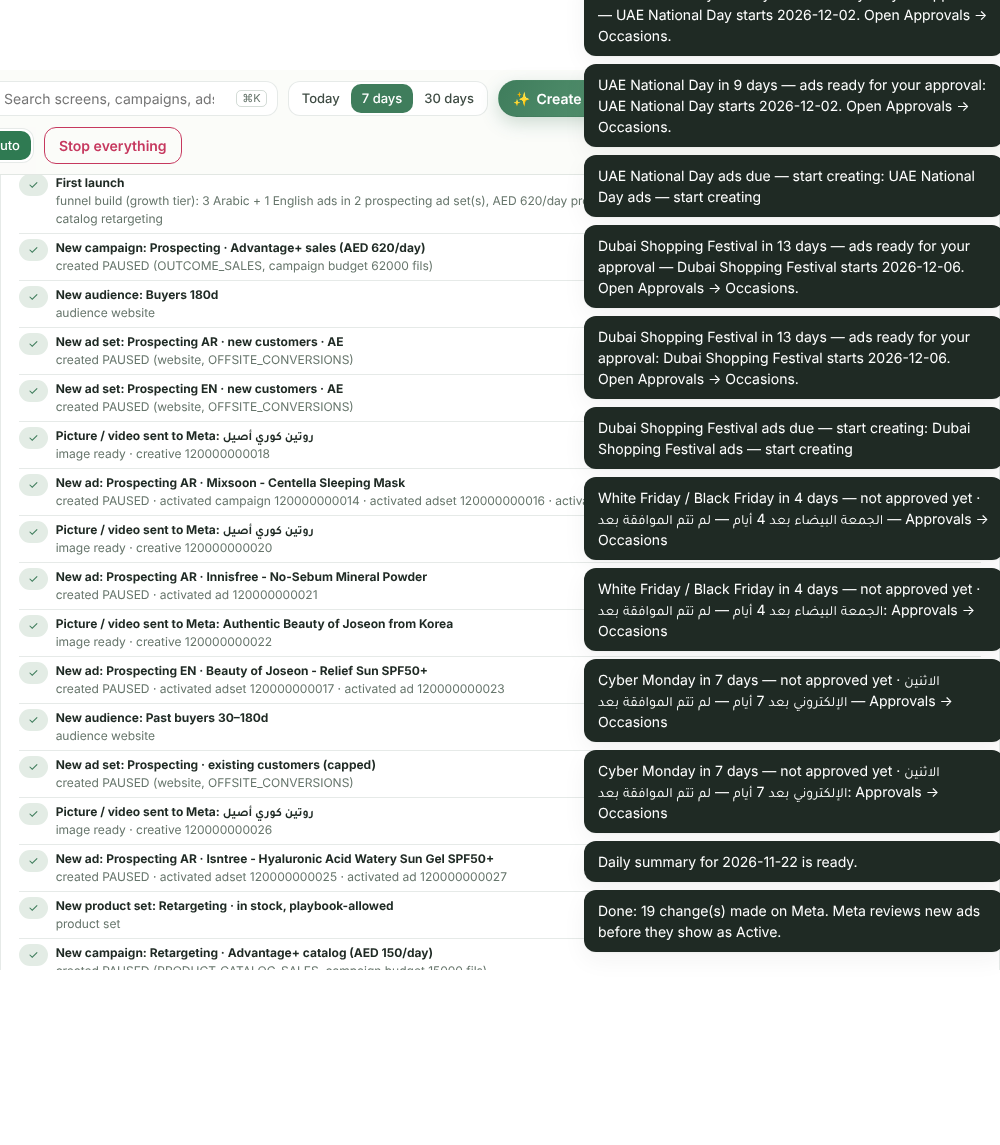 — UAE National Day starts 2026-12-02. Open Approvals →
Occasions.
Search screens, campaigns, ads
⌘K
Today
7 days
30 days
✨ Create
uto
Stop everything
✓ First launch
funnel build (growth tier): 3 Arabic + 1 English ads in 2 prospecting ad set(s), AED 620/day
catalog retargeting
✓ New campaign: Prospecting · Advantage+ sales (AED 620/day)
created PAUSED (OUTCOME_SALES, campaign budget 62000 fils)
✓ New audience: Buyers 180d
audience website
✓ New ad set: Prospecting AR · new customers · AE
created PAUSED (website, OFFSITE_CONVERSIONS)
✓ New ad set: Prospecting EN · new customers · AE
created PAUSED (website, OFFSITE_CONVERSIONS)
✓ Picture / video sent to Meta: روتين كوري أصيل
image ready · creative 120000000018
✓ New ad: Prospecting AR · Mixsoon - Centella Sleeping Mask
created PAUSED · activated campaign 120000000014 · activated adset 120000000016 ·
✓ Picture / video sent to Meta: روتين كوري أصيل
image ready · creative 120000000020
✓ New ad: Prospecting AR · Innisfree - No-Sebum Mineral Powder
created PAUSED · activated ad 120000000021
✓ Picture / video sent to Meta: Authentic Beauty of Joseon from Korea
image ready · creative 120000000022
✓ New ad: Prospecting EN · Beauty of Joseon - Relief Sun SPF50+
created PAUSED · activated adset 120000000017 · activated ad 120000000023
✓ New audience: Past buyers 30–180d
audience website
✓ New ad set: Prospecting · existing customers (capped)
created PAUSED (website, OFFSITE_CONVERSIONS)
✓ Picture / video sent to Meta: روتين كوري أصيل
image ready · creative 120000000026
✓ New ad: Prospecting AR · Isntree - Hyaluronic Acid Watery Sun Gel SPF50+
created PAUSED · activated adset 120000000025 · activated ad 120000000027
✓ New product set: Retargeting · in stock, playbook-allowed
product set
✓ New campaign: Retargeting · Advantage+ catalog (AED 150/day)
created PAUSED (PRODUCT_CATALOG_SALES, campaign budget 15000 fils)
UAE National Day in 9 days — ads ready for your approval:
UAE National Day starts 2026-12-02. Open Approvals →
Occasions.
UAE National Day ads due — start creating: UAE National
Day ads — start creating
Dubai Shopping Festival in 13 days — ads ready for your
approval — Dubai Shopping Festival starts 2026-12-06.
Open Approvals → Occasions.
Dubai Shopping Festival in 13 days — ads ready for your
approval: Dubai Shopping Festival starts 2026-12-06.
Open Approvals → Occasions.
Dubai Shopping Festival ads due — start creating: Dubai
Shopping Festival ads — start creating
White Friday / Black Friday in 4 days — not approved yet ·
الجمعة البيضاء بعد 4 أيام — لم تتم الموافقة بعد — Approvals →
Occasions
White Friday / Black Friday in 4 days — not approved yet ·
الجمعة البيضاء بعد 4 أيام — لم تتم الموافقة بعد: Approvals →
Occasions
Cyber Monday in 7 days — not approved yet · الاثنين
الإلكتروني بعد 7 أيام — لم تتم الموافقة بعد — Approvals →
Occasions
Cyber Monday in 7 days — not approved yet · الاثنين
الإلكتروني بعد 7 أيام — لم تتم الموافقة بعد: Approvals →
Occasions
Daily summary for 2026-11-22 is ready.
Done: 19 change(s) made on Meta. Meta reviews new ads
before they show as Active.